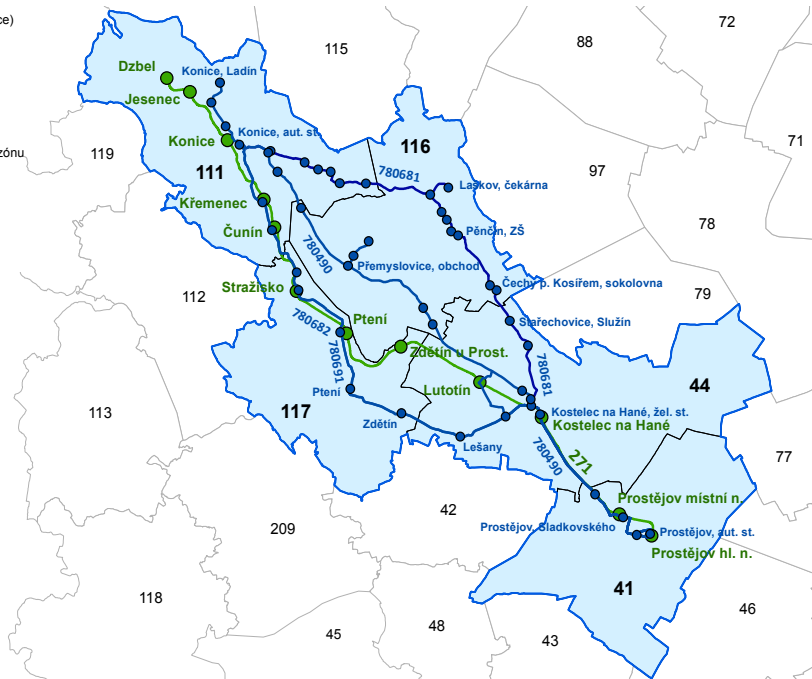 ce)
72
88
115
Dzbel
Konice, Ladín
Jesenec
Konice, aut. st.
116
71
Konice
zónu
119
111
97
780681
Laškov, čekárna
Křemenec
78
Čunín
780490
Pěnčín, ZŠ
Přemyslovice, obchod
Čechy p. Kosířem, sokolovna
Stražisko
112
79
780682
Ptení
Stařechovice, Služín
780691
Zdětín u Prost.
780681
Ptení
Lutotín
44
113
117
Zdětín
Kostelec na Hané, žel. st.
Kostelec na Hané
Lešany
780490
271
77
Prostějov místní n.
42
209
Prostějov, Sladkovského
Prostějov, aut. st.
Prostějov hl. n.
41
118
46
48
45
43